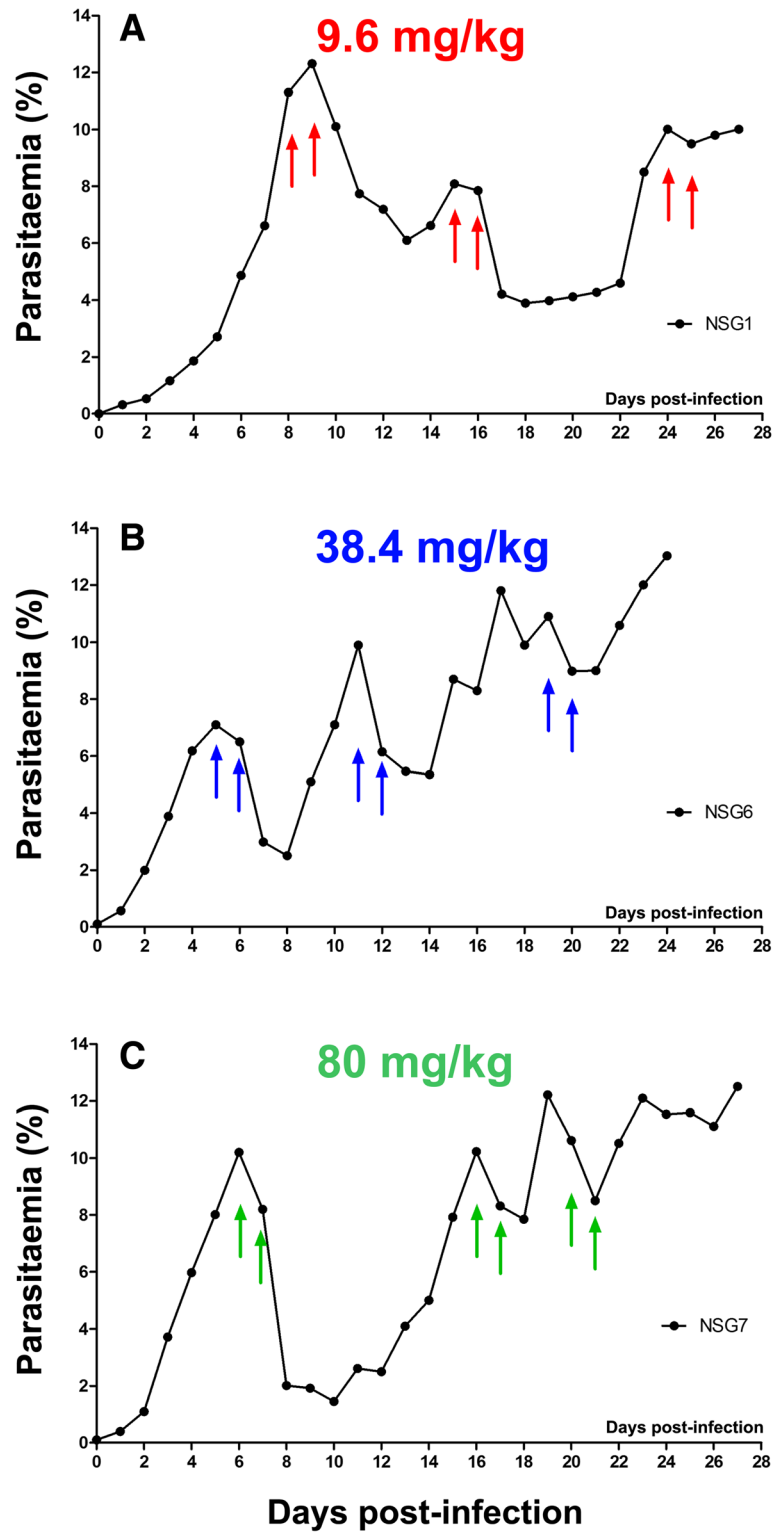 A
9.6 mg/kg
Parasitaemia (%)
14
12
10
8
6
4
2
0
NSG1
Days post-infection
0 2 4 6 8 10 12 14 16 18 20 22 24 26 28
B
38.4 mg/kg
Parasitaemia (%)
14
12
10
8
6
4
2
0
NSG6
Days post-infection
0 2 4 6 8 10 12 14 16 18 20 22 24 26 28
C
80 mg/kg
Parasitaemia (%)
14
12
10
8
6
4
2
0
NSG7
Days post-infection
0 2 4 6 8 10 12 14 16 18 20 22 24 26 28
Days post-infection